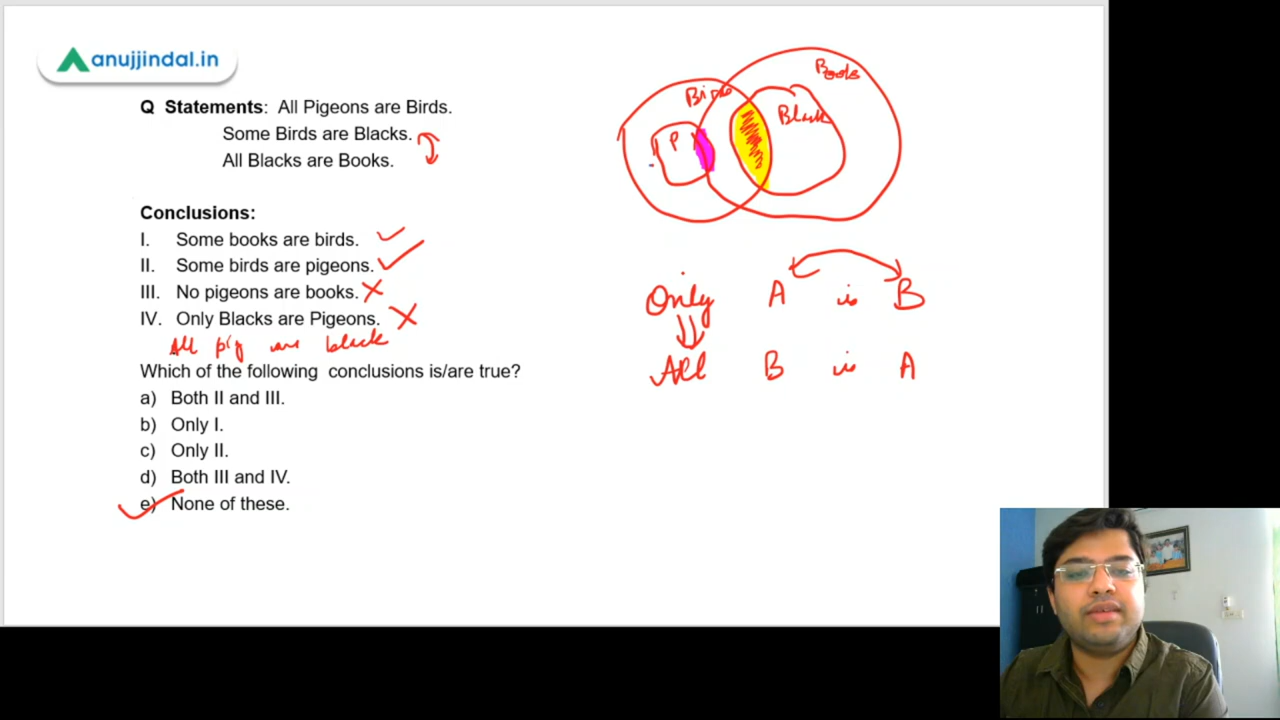 anujjindal.in
Q Statements: All Pigeons are Birds.
Some Birds are Blacks.
All Blacks are Books.
Conclusions:
I. Some books are birds.
II. Some birds are pigeons.
III. No pigeons are books.
IV. Only Blacks are Pigeons.
All pig are black
Which of the following conclusions is/are true?
a) Both II and III.
b) Only I.
c) Only II.
d) Both III and IV.
e) None of these.
Birds
Books
P
Black
Only A is B
All B is A